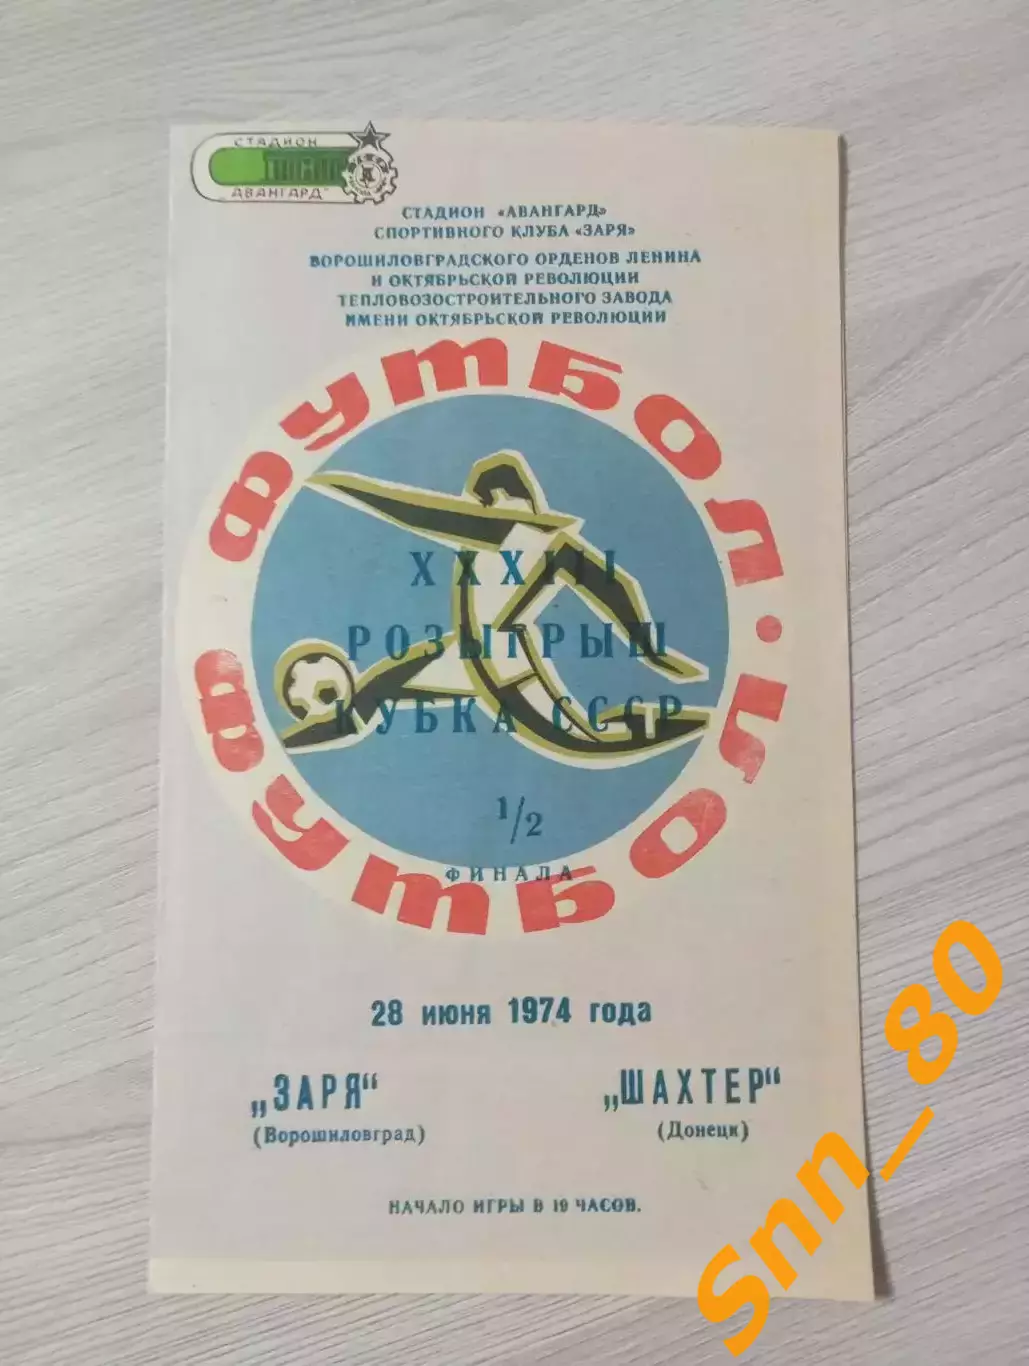 СТАДИОН
„АВАНГАРД"
СТАДИОН «АВАНГАРД»
СПОРТИВНОГО КЛУБА «ЗАРЯ»
ВОРОШИЛОВГРАДСКОГО ОРДЕНОВ ЛЕНИНА
И ОКТЯБРЬСКОЙ РЕВОЛЮЦИИ
ТЕПЛОВОЗОСТРОИТЕЛЬНОГО ЗАВОДА
ИМЕНИ ОКТЯБРЬСКОЙ РЕВОЛЮЦИИ
ФУТБОЛ · ФУТБОЛ
XXXIII
РОЗЫГРЫШ
КУБКА СССР
1/2
ФИНАЛА
28 июня 1974 года
„ЗАРЯ" „ШАХТЕР"
(Ворошиловград) (Донецк)
НАЧАЛО ИГРЫ В 19 ЧАСОВ.
Snn_80